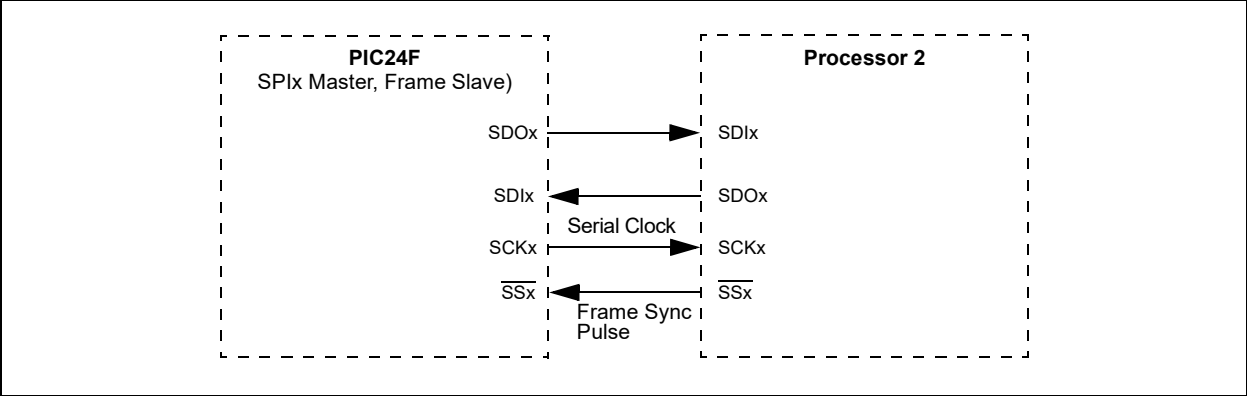 PIC24F
SPIx Master, Frame Slave)
Processor 2
SDOx
SDIx
SDIx
SDOx
Serial Clock
SCKx
SCKx
SSx
SSx
Frame Sync
Pulse